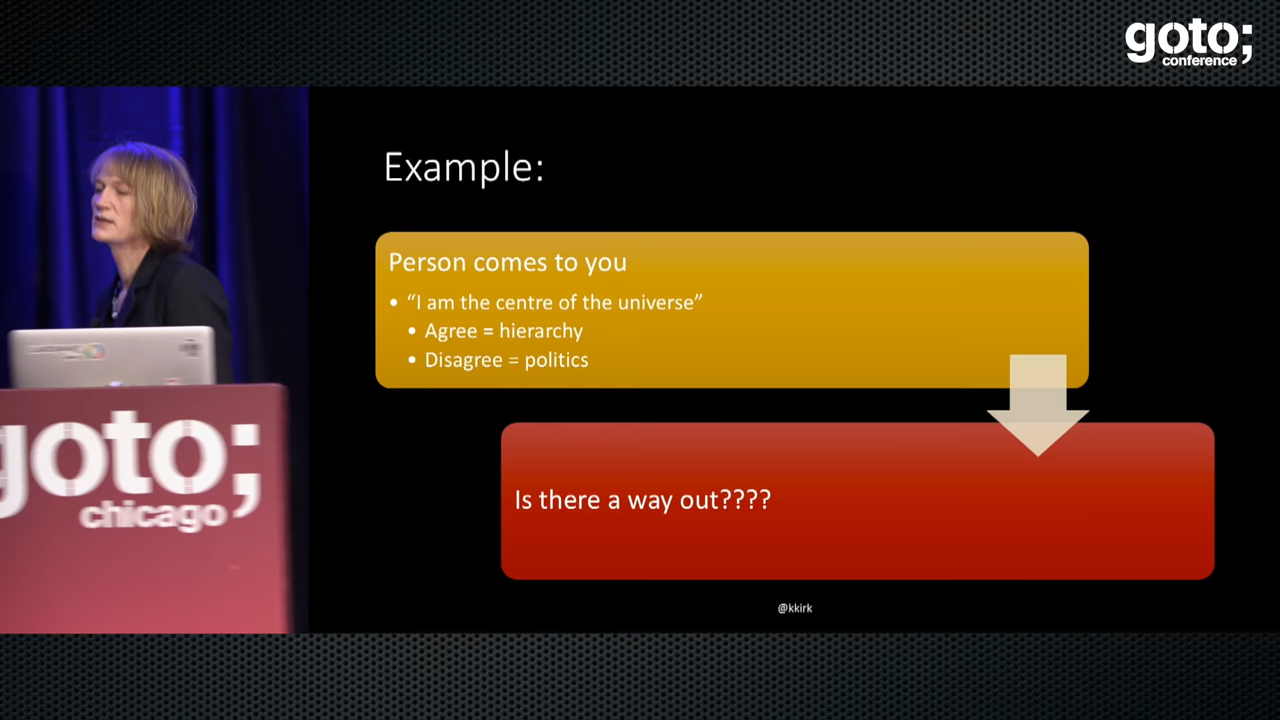 goto;
conference
Example:
Person comes to you
• “I am the centre of the universe”
• Agree = hierarchy
• Disagree = politics
Is there a way out????
@kkirk
goto;
chicago